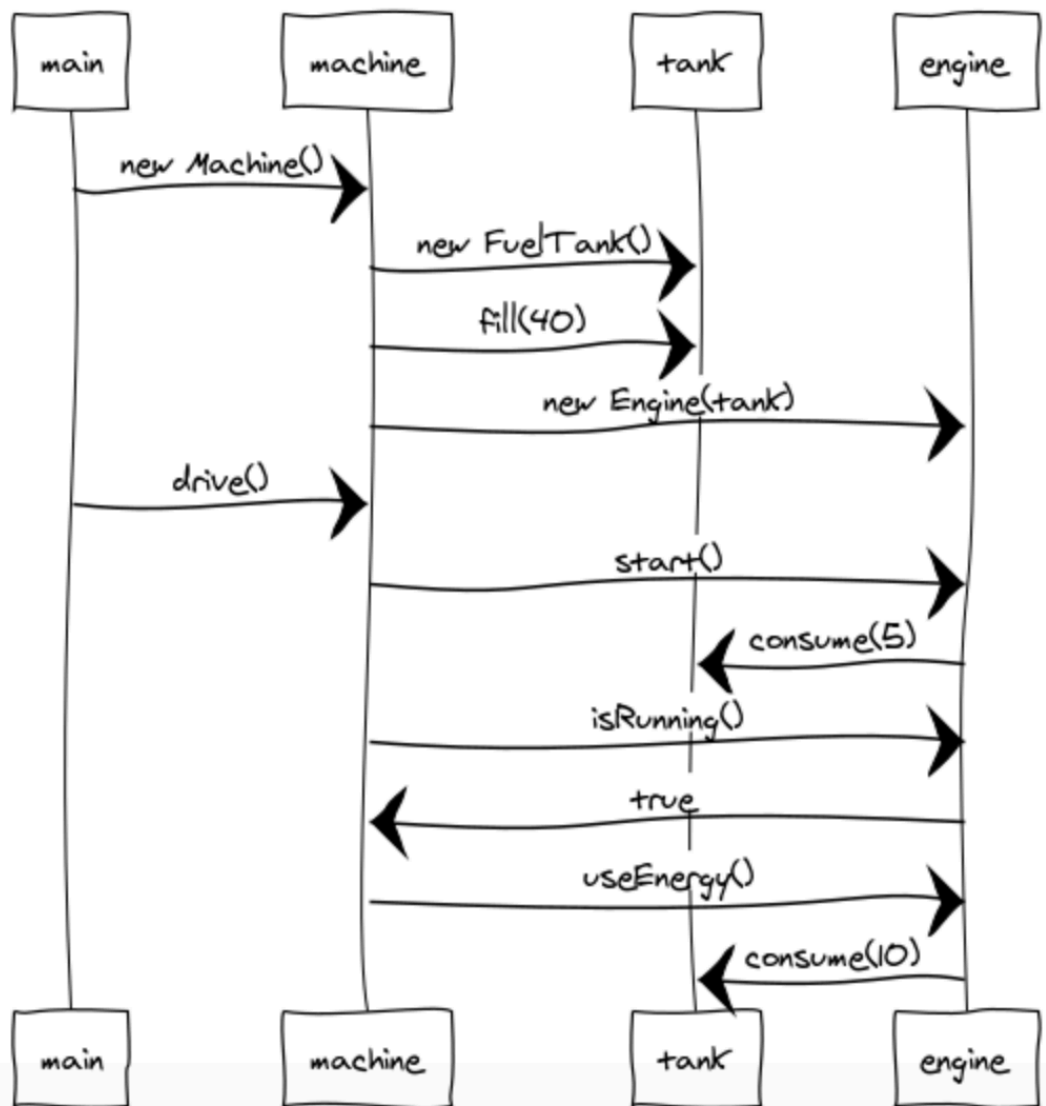 main machine tank engine
new Machine()
new FuelTank()
fill(40)
new Engine(tank)
drive()
start()
consume(5)
isRunning()
true
useEnergy()
consume(10)
main machine tank engine